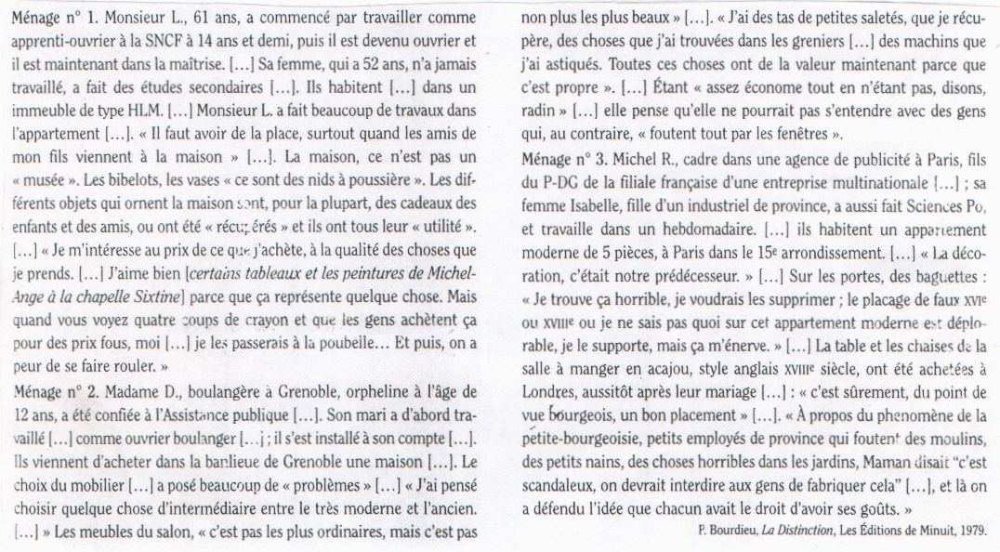 Ménage n° 1. Monsieur L., 61 ans, a commencé par travailler comme
apprenti-ouvrier à la SNCF à 14 ans et demi, puis il est devenu ouvrier et
il est maintenant dans la maîtrise. [...] Sa femme, qui a 52 ans, n'a jamais
travaillé, a fait des études secondaires [...]. Ils habitent [...] dans un
immeuble de type HLM. [...] Monsieur L. a fait beaucoup de travaux dans
l'appartement [...]. « Il faut avoir de la place, surtout quand les amis de
mon fils viennent à la maison » [...]. La maison, ce n'est pas un
« musée ». Les bibelots, les vases « ce sont des nids à poussière ». Les dif-
férents objets qui ornent la maison sont, pour la plupart, des cadeaux des
enfants et des amis, ou ont été « récupérés » et ils ont tous leur « utilité ».
[...] « Je m'intéresse au prix de ce que j'achète, à la qualité des choses que
je prends. [...] J'aime bien [certains tableaux et les peintures de Michel-
Ange à la chapelle Sixtine] parce que ça représente quelque chose. Mais
quand vous voyez quatre coups de crayon et que les gens achètent ça
pour des prix fous, moi [...] je les passerais à la poubelle... Et puis, on a
peur de se faire rouler. »
Ménage n° 2. Madame D., boulangère à Grenoble, orpheline à l'âge de
12 ans, a été confiée à l'Assistance publique [...]. Son mari a d'abord tra-
vaillé [...] comme ouvrier boulanger [...] ; il s'est installé à son compte [...].
Ils viennent d'acheter dans la banlieue de Grenoble une maison [...]. Le
choix du mobilier [...] a posé beaucoup de « problèmes » [...] « J'ai pensé
choisir quelque chose d'intermédiaire entre le très moderne et l'ancien.
[...] » Les meubles du salon, « c'est pas les plus ordinaires, mais c'est pas
non plus les plus beaux » [...]. « J'ai des tas de petites saletés, que je récu-
père, des choses que j'ai trouvées dans les greniers [...] des machins que
j'ai astiqués. Toutes ces choses ont de la valeur maintenant parce que
c'est propre ». [...] Étant « assez économe tout en n'étant pas, disons,
radin » [...] elle pense qu'elle ne pourrait pas s'entendre avec des gens
qui, au contraire, « foutent tout par les fenêtres ».
Ménage n° 3. Michel R., cadre dans une agence de publicité à Paris, fils
du P-DG de la filiale française d'une entreprise multinationale [...] ; sa
femme Isabelle, fille d'un industriel de province, a aussi fait Sciences Po,
et travaille dans un hebdomadaire. [...] ils habitent un appartement
moderne de 5 pièces, à Paris dans le 15e arrondissement. [...] « La déco-
ration, c'était notre prédécesseur. » [...] Sur les portes, des baguettes :
« Je trouve ça horrible, je voudrais les supprimer ; le placage de faux XVIe
ou XVIIIe ou je ne sais pas quoi sur cet appartement moderne est déplo-
rable, je le supporte, mais ça m'énerve. » [...] La table et les chaises de la
salle à manger en acajou, style anglais XVIIIe siècle, ont été achetées à
Londres, aussitôt après leur mariage [...] : « c'est sûrement, du point de
vue bourgeois, un bon placement » [...]. « À propos du phénomène de la
petite-bourgeoisie, petits employés de province qui foutent des moulins,
des petits nains, des choses horribles dans les jardins, Maman disait "c'est
scandaleux, on devrait interdire aux gens de fabriquer cela" [...], et là on
a défendu l'idée que chacun avait le droit d'avoir ses goûts. »
P. Bourdieu, La Distinction, Les Éditions de Minuit, 1979.